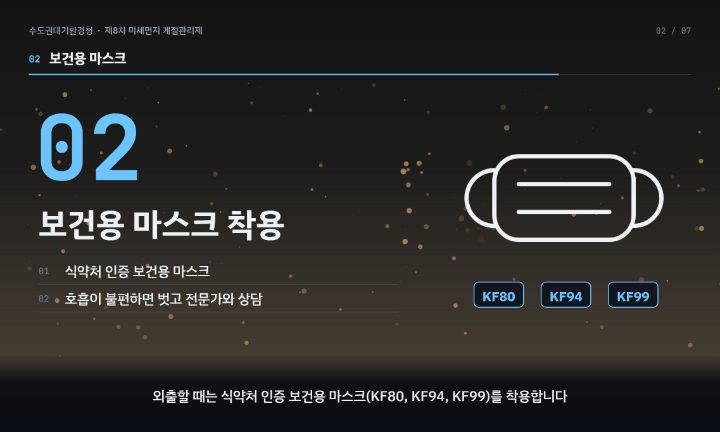 수도권대기환경청 · 제8차 미세먼지 계절관리제
02 / 07
02 보건용 마스크
02
보건용 마스크 착용
01 식약처 인증 보건용 마스크
02 호흡이 불편하면 벗고 전문가와 상담
KF80 KF94 KF99
외출할 때는 식약처 인증 보건용 마스크(KF80, KF94, KF99)를 착용합니다